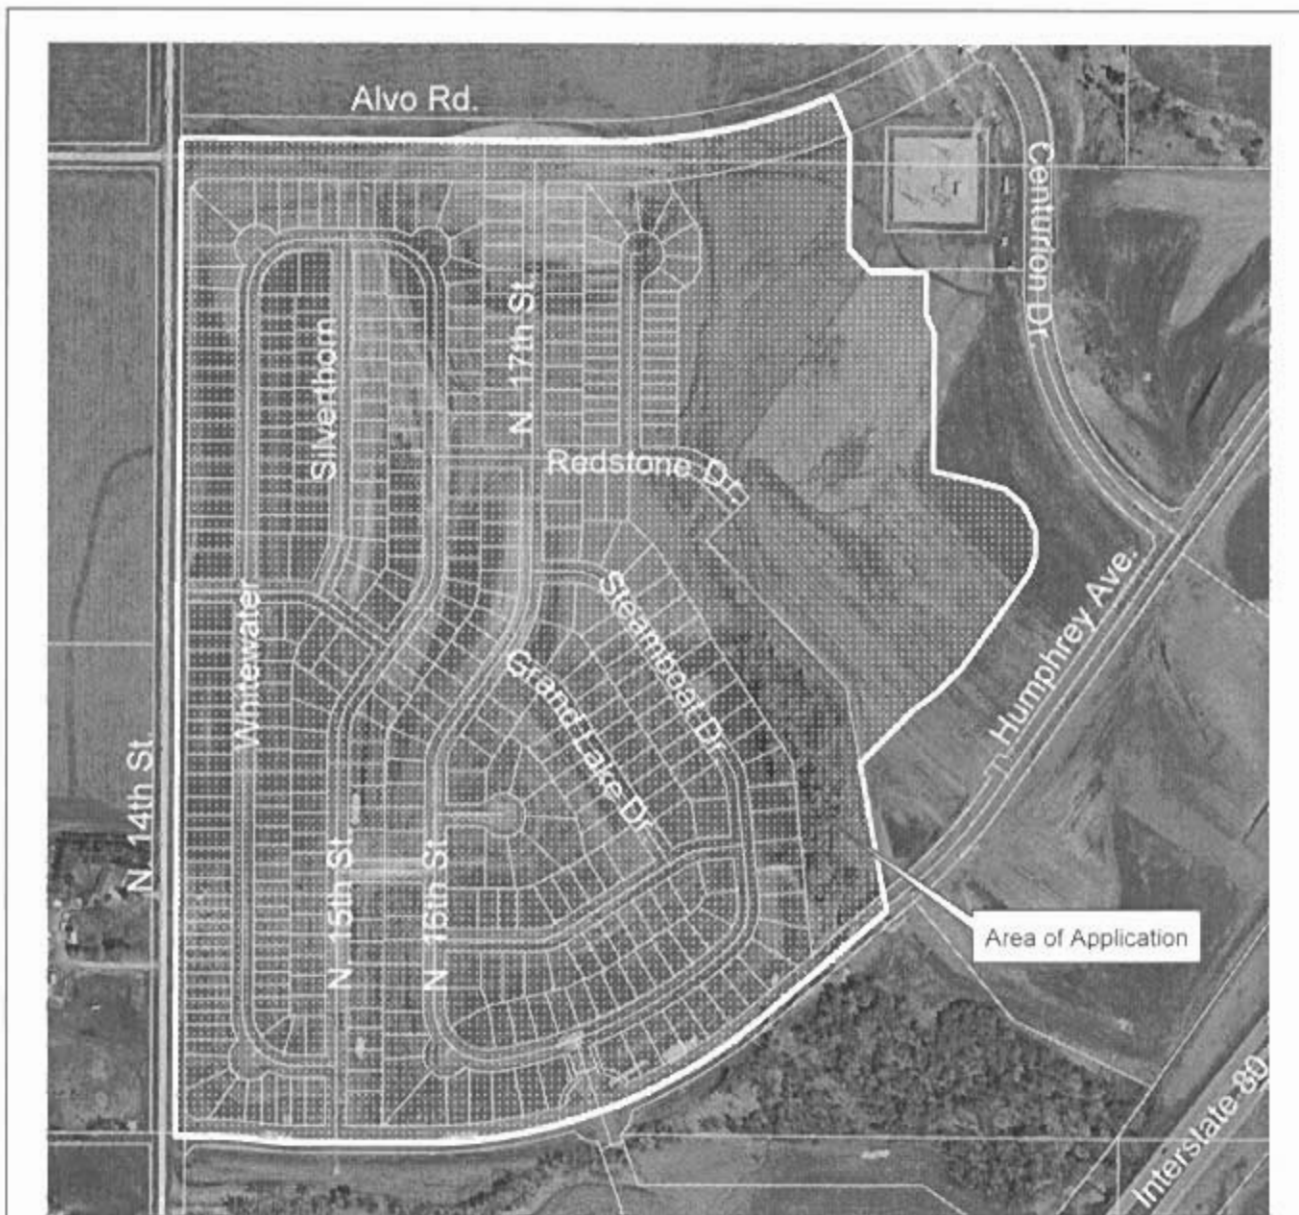 Alvo Rd.
Centurion Dr
N. 17th St.
Silverthorn
Redstone Dr.
Whitewater
Steamboat Dr
Grand Lake Dr
Humphrey Ave.
N. 14th St
N. 15th St.
N. 16th St.
Area of Application
Interstate 80